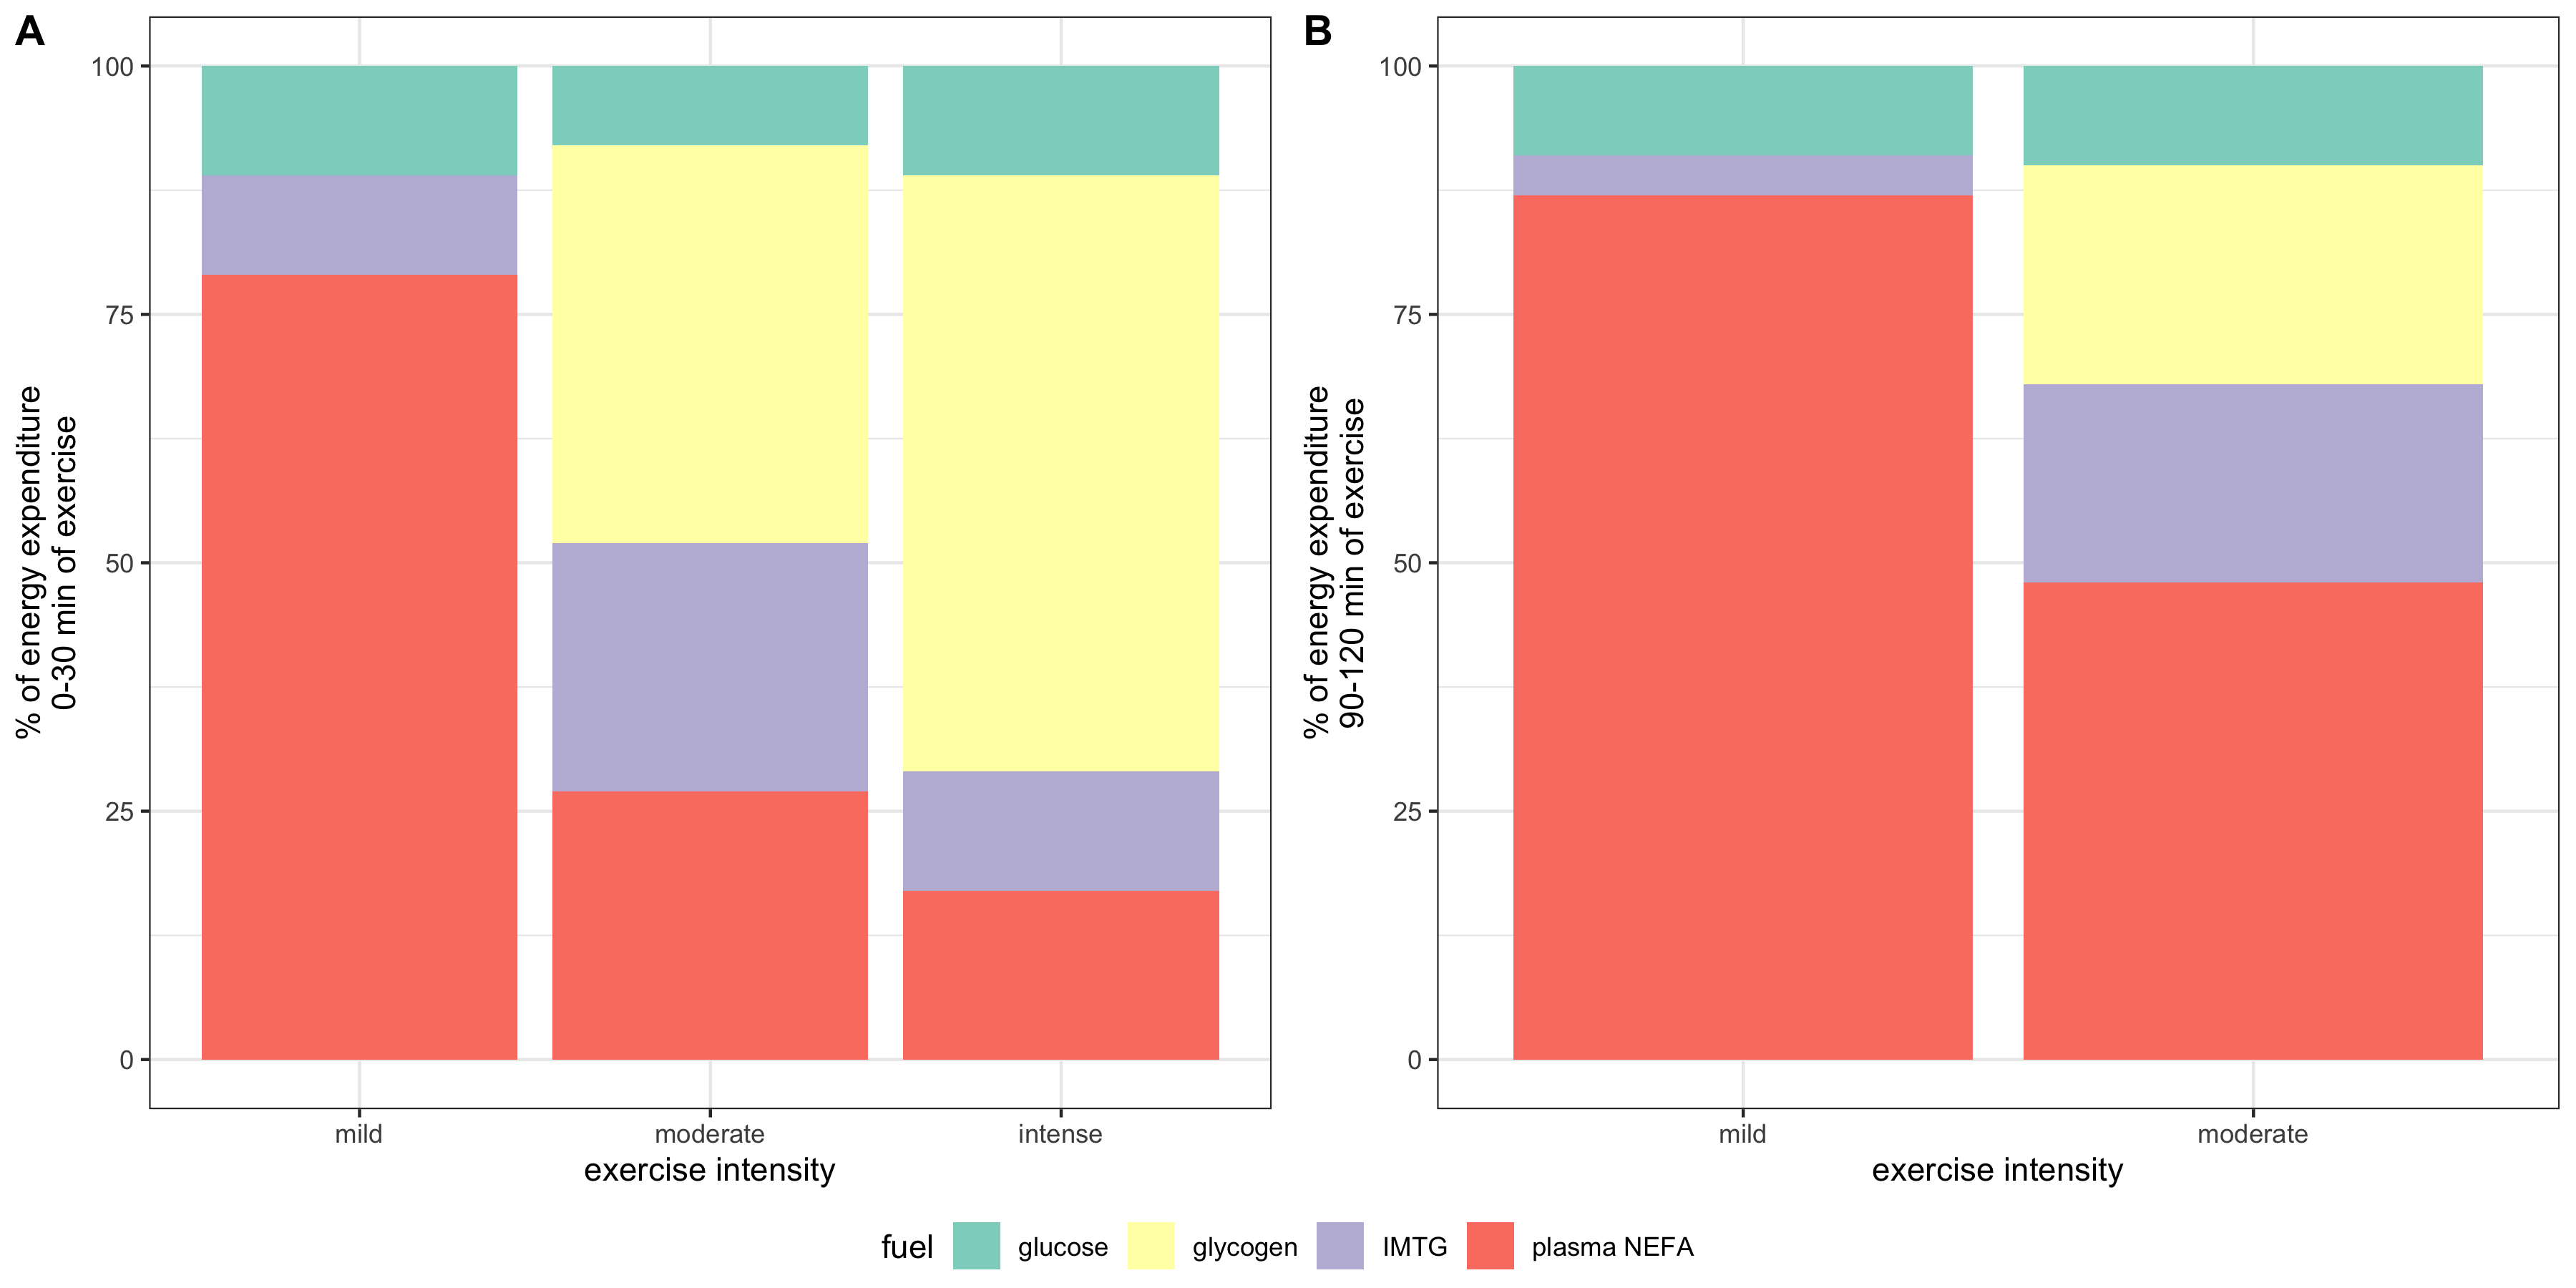 A
% of energy expenditure
0-30 min of exercise
100
75
50
25
0
mild moderate intense
exercise intensity
B
% of energy expenditure
90-120 min of exercise
100
75
50
25
0
mild moderate
exercise intensity
fuel glucose glycogen IMTG plasma NEFA